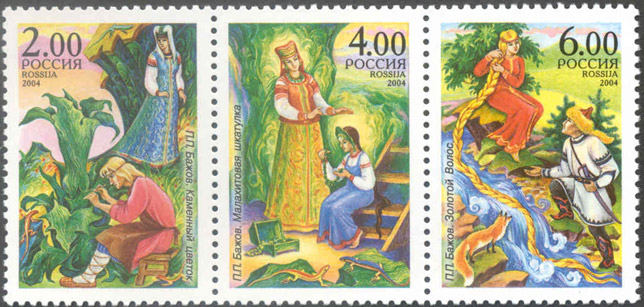 2.00
РОССИЯ
ROSSIJA
2004
П.П. Бажов. Каменный цветок
4.00
РОССИЯ
ROSSIJA
2004
П.П. Бажов. Малахитовая шкатулка
6.00
РОССИЯ
ROSSIJA
2004
П.П. Бажов. Золотой Волос.